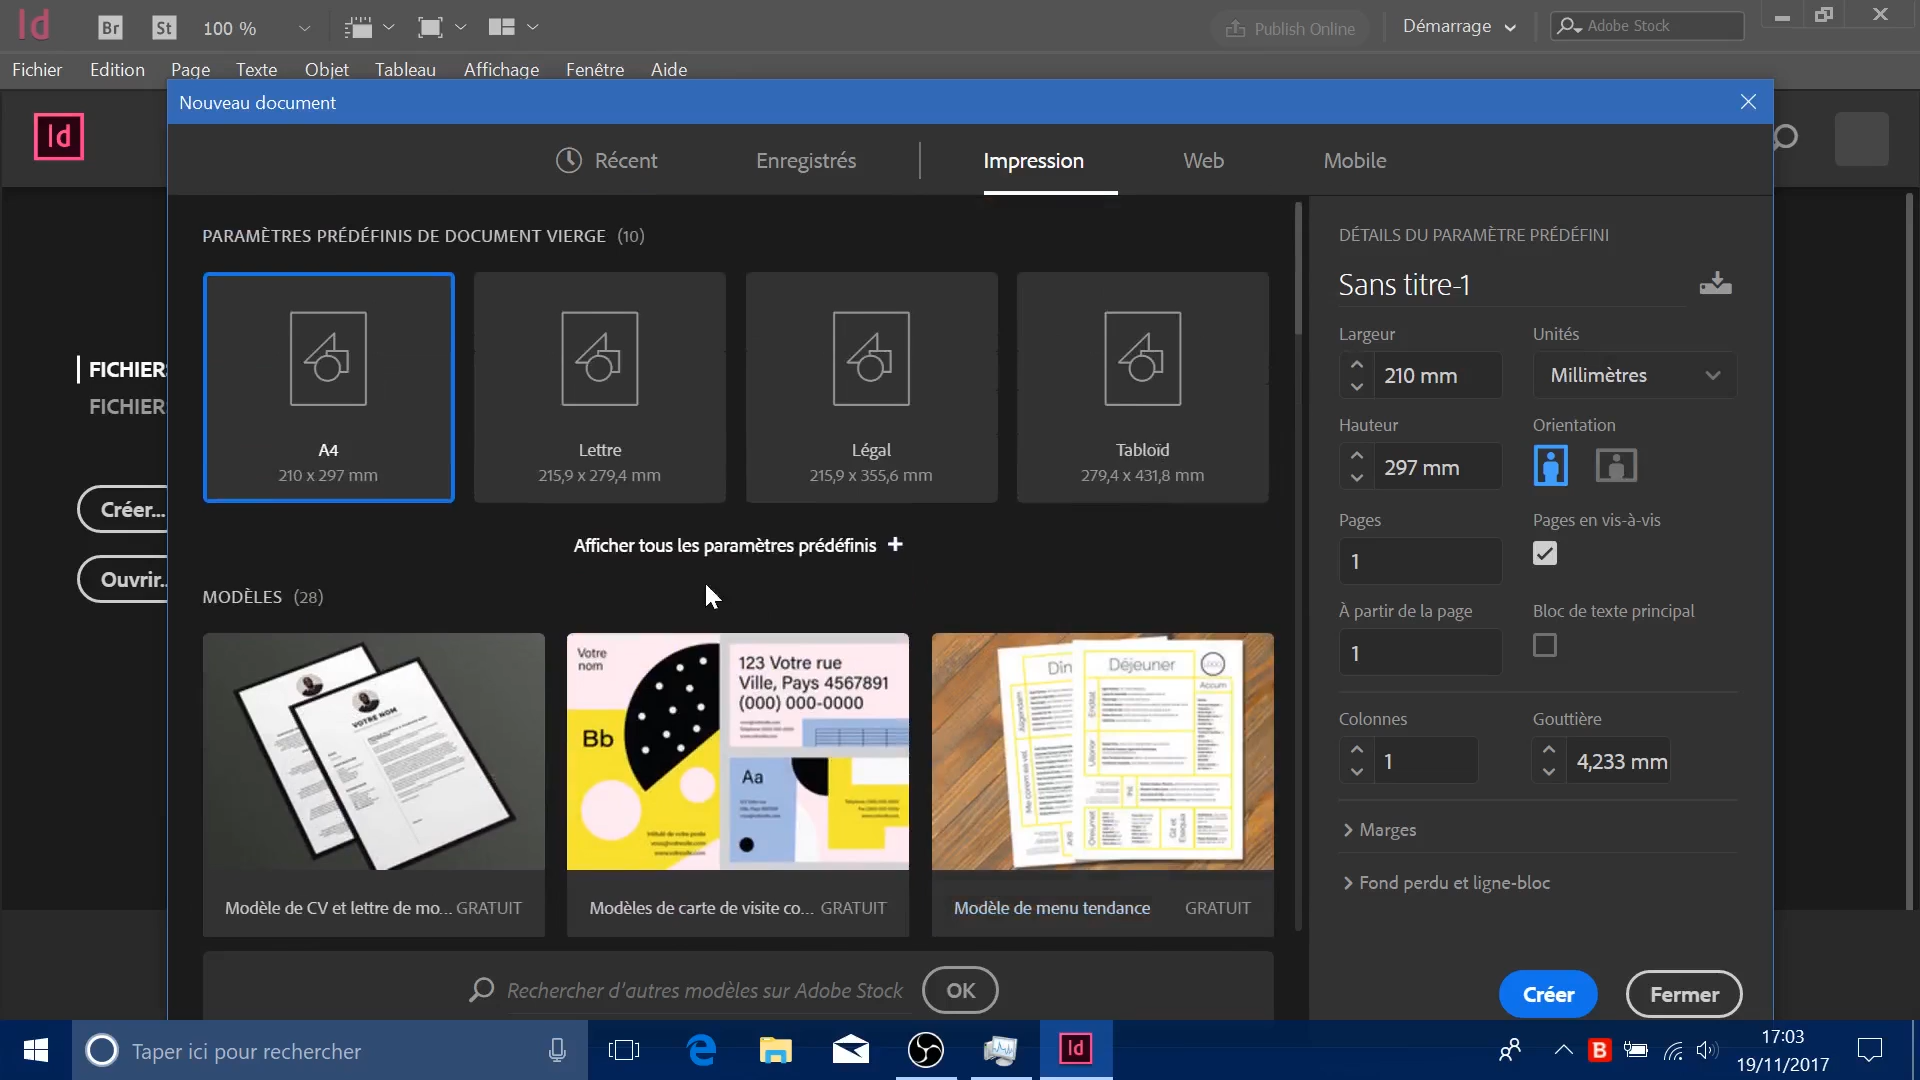 Id Br St 100 % Publish Online Démarrage Adobe Stock
Fichier Edition Page Texte Objet Tableau Affichage Fenêtre Aide
Nouveau document
Id
Récent Enregistrés Impression Web Mobile
PARAMÈTRES PRÉDÉFINIS DE DOCUMENT VIERGE (10)
A4
210 x 297 mm
Lettre
215,9 x 279,4 mm
Légal
215,9 x 355,6 mm
Tabloïd
279,4 x 431,8 mm
Afficher tous les paramètres prédéfinis +
FICHIERS
FICHIERS
Créer...
Ouvrir...
MODÈLES (28)
VOTRE NOM
Votre
nom
Bb
123 Votre rue
Ville, Pays 4567891
(000) 000-0000
Aa
Din
Déjeuner
LOGO
Modèle de CV et lettre de mo... GRATUIT
Modèles de carte de visite co... GRATUIT
Modèle de menu tendance GRATUIT
Rechercher d'autres modèles sur Adobe Stock OK
DÉTAILS DU PARAMÈTRE PRÉDÉFINI
Sans titre-1
Largeur Unités
210 mm Millimètres
Hauteur Orientation
297 mm
Pages Pages en vis-à-vis
1
À partir de la page Bloc de texte principal
1
Colonnes Gouttière
1 4,233 mm
Marges
Fond perdu et ligne-bloc
Créer Fermer
Taper ici pour rechercher
Id
B
17:03
19/11/2017